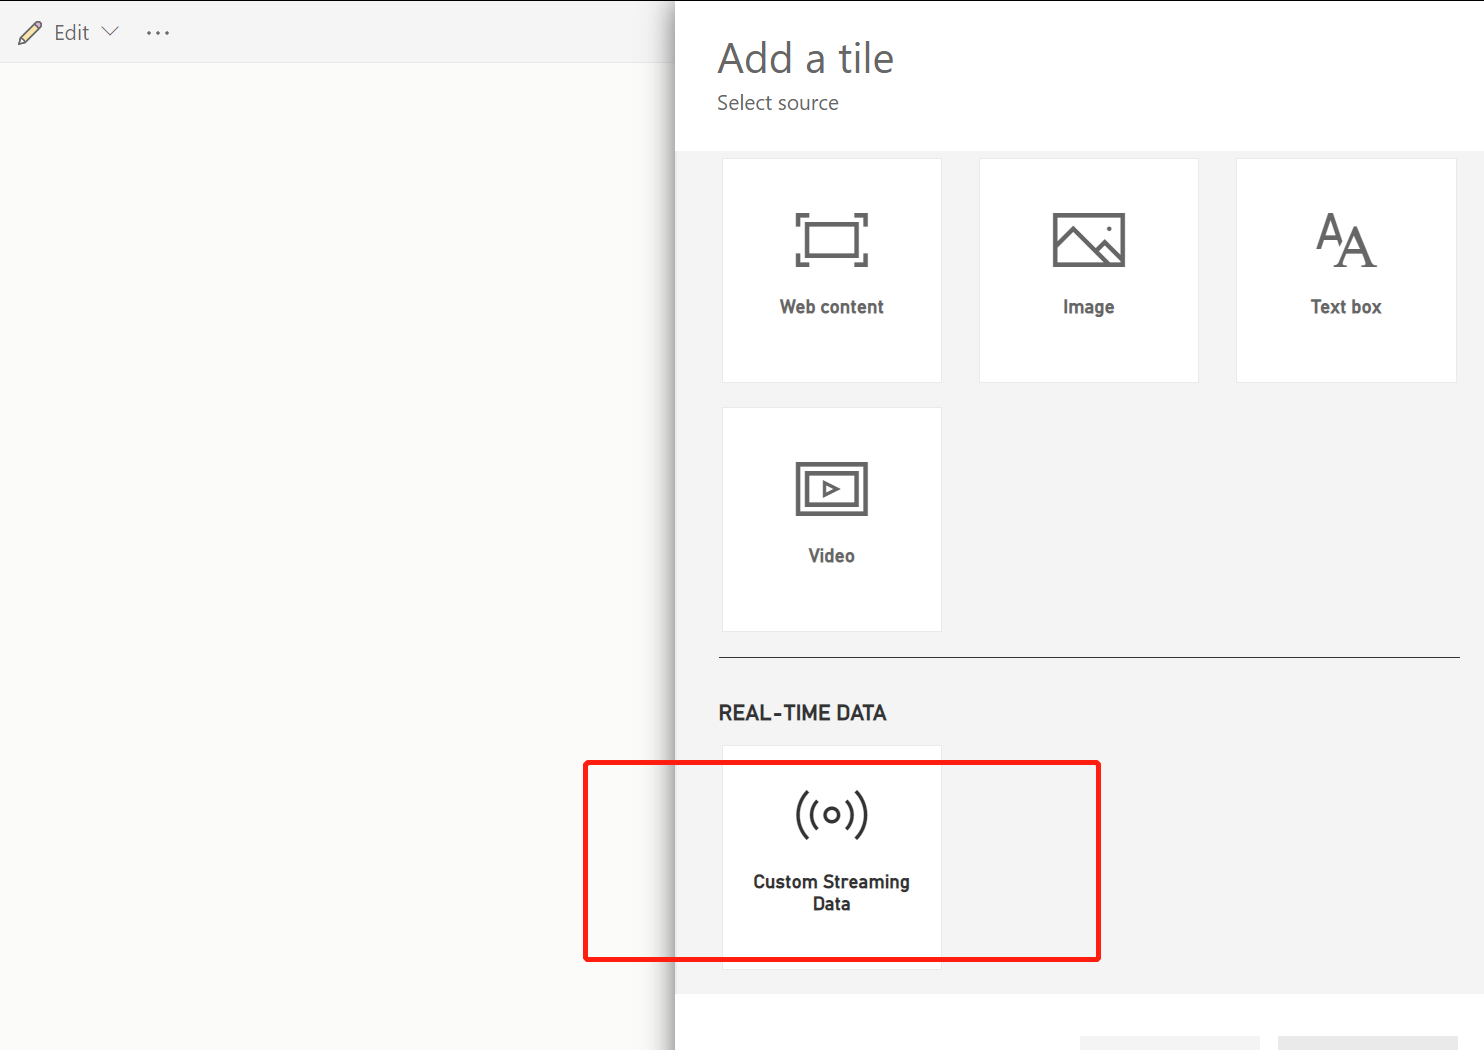 Edit
Add a tile
Select source
Web content
Image
Text box
Video
REAL-TIME DATA
Custom Streaming
Data